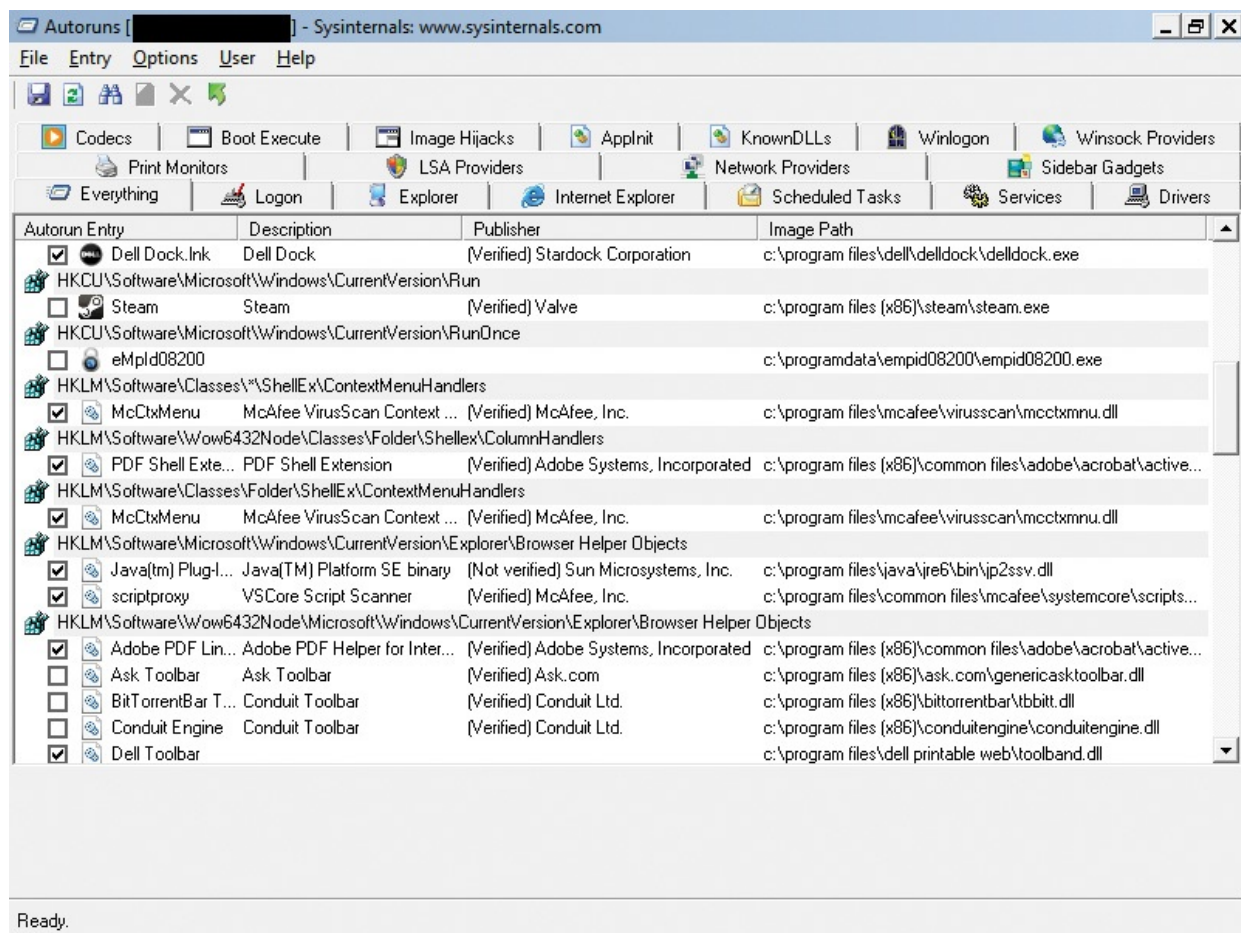 Autoruns [ ] - Sysinternals: www.sysinternals.com
File Entry Options User Help
Codecs Boot Execute Image Hijacks AppInit KnownDLLs Winlogon Winsock Providers
Print Monitors LSA Providers Network Providers Sidebar Gadgets
Everything Logon Explorer Internet Explorer Scheduled Tasks Services Drivers
Autorun Entry Description Publisher Image Path
Dell Dock.lnk Dell Dock (Verified) Stardock Corporation c:\program files\dell\delldock\delldock.exe
HKCU\Software\Microsoft\Windows\CurrentVersion\Run
Steam Steam (Verified) Valve c:\program files (x86)\steam\steam.exe
HKCU\Software\Microsoft\Windows\CurrentVersion\RunOnce
eMpId08200 c:\programdata\empid08200\empid08200.exe
HKLM\Software\Classes\*\ShellEx\ContextMenuHandlers
McCtxMenu McAfee VirusScan Context ... (Verified) McAfee, Inc. c:\program files\mcafee\virusscan\mcctxmnu.dll
HKLM\Software\Wow6432Node\Classes\Folder\Shellex\ColumnHandlers
PDF Shell Exte... PDF Shell Extension (Verified) Adobe Systems, Incorporated c:\program files (x86)\common files\adobe\acrobat\active...
HKLM\Software\Classes\Folder\ShellEx\ContextMenuHandlers
McCtxMenu McAfee VirusScan Context ... (Verified) McAfee, Inc. c:\program files\mcafee\virusscan\mcctxmnu.dll
HKLM\Software\Microsoft\Windows\CurrentVersion\Explorer\Browser Helper Objects
Java(tm) Plug-I... Java(TM) Platform SE binary (Not verified) Sun Microsystems, Inc. c:\program files\java\jre6\bin\jp2ssv.dll
scriptproxy VSCore Script Scanner (Verified) McAfee, Inc. c:\program files\common files\mcafee\systemcore\scripts...
HKLM\Software\Wow6432Node\Microsoft\Windows\CurrentVersion\Explorer\Browser Helper Objects
Adobe PDF Lin... Adobe PDF Helper for Inter... (Verified) Adobe Systems, Incorporated c:\program files (x86)\common files\adobe\acrobat\active...
Ask Toolbar Ask Toolbar (Verified) Ask.com c:\program files (x86)\ask.com\genericasktoolbar.dll
BitTorrentBar T... Conduit Toolbar (Verified) Conduit Ltd. c:\program files (x86)\bittorrentbar\tbbitt.dll
Conduit Engine Conduit Toolbar (Verified) Conduit Ltd. c:\program files (x86)\conduitengine\conduitengine.dll
Dell Toolbar c:\program files\dell printable web\toolband.dll
Ready.